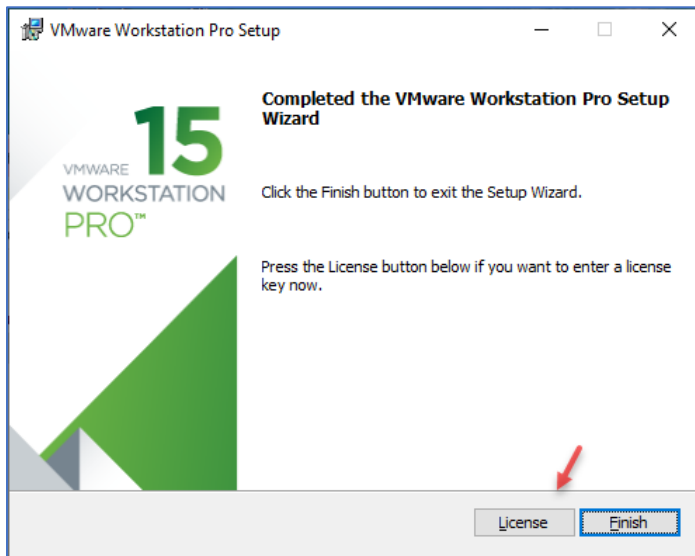 VMware Workstation Pro Setup
Completed the VMware Workstation Pro Setup
Wizard
15
VMWARE
WORKSTATION
PRO™
Click the Finish button to exit the Setup Wizard.
Press the License button below if you want to enter a license
key now.
License
Finish